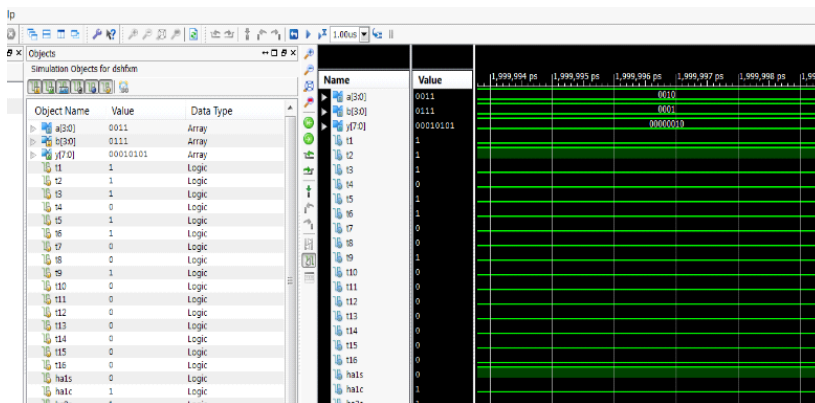 lp
1.00us
Objects
Simulation Objects for dshfxm
Object Name Value Data Type
a[3:0] 0011 Array
b[3:0] 0111 Array
y[7:0] 00010101 Array
t1 1 Logic
t2 1 Logic
t3 1 Logic
t4 0 Logic
t5 1 Logic
t6 1 Logic
t7 0 Logic
t8 0 Logic
t9 1 Logic
t10 0 Logic
t11 0 Logic
t12 0 Logic
t13 0 Logic
t14 0 Logic
t15 0 Logic
t16 0 Logic
ha1s 0 Logic
ha1c 1 Logic
Name Value
1,999,994 ps 1,999,995 ps 1,999,996 ps 1,999,997 ps 1,999,998 ps 1,99
a[3:0] 0011 0010
b[3:0] 0111 0001
y[7:0] 00010101 00000010
t1 1
t2 1
t3 1
t4 0
t5 1
t6 1
t7 0
t8 0
t9 1
t10 0
t11 0
t12 0
t13 0
t14 0
t15 0
t16 0
ha1s 0
ha1c 1